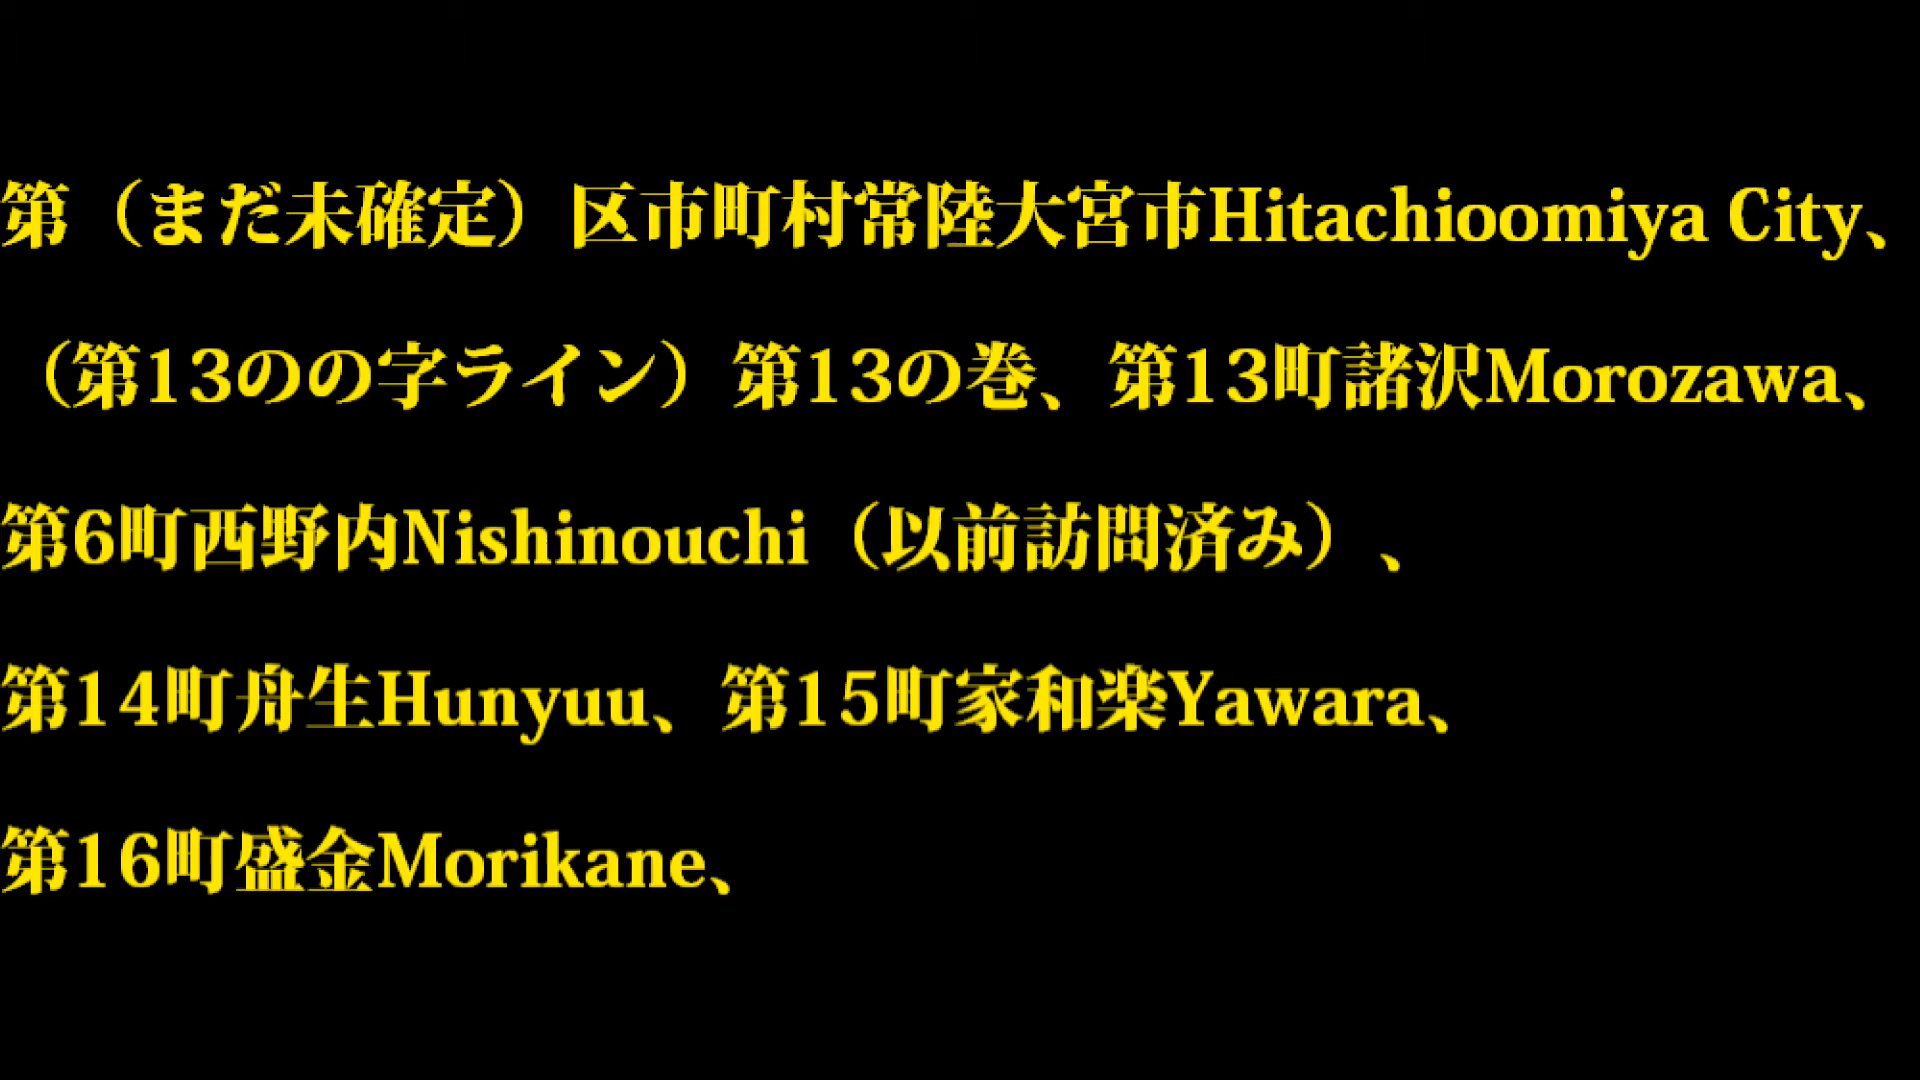 第（まだ未確定）区市町村常陸大宮市Hitachioomiya City、
（第13のの字ライン）第13の巻、第13町諸沢Morozawa、
第6町西野内Nishinouchi（以前訪問済み）、
第14町舟生Hunyuu、第15町家和楽Yawara、
第16町盛金Morikane、